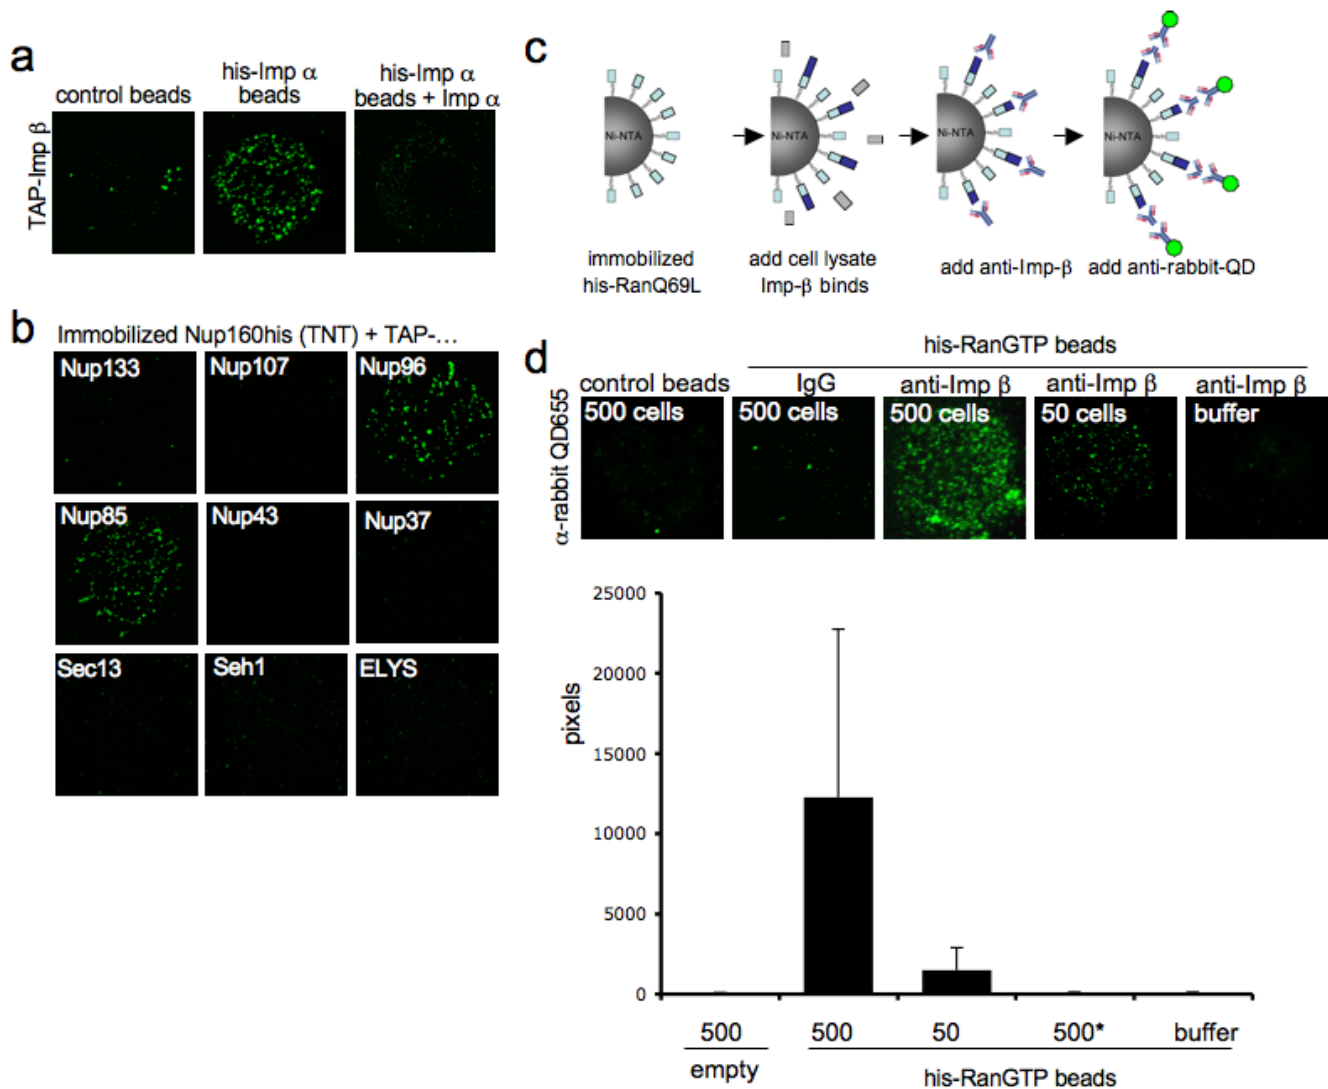 a
control beads
his-Imp α
beads
his-Imp α
beads + Imp α
TAP-Imp β
b
Immobilized Nup160his (TNT) + TAP-...
Nup133
Nup107
Nup96
Nup85
Nup43
Nup37
Sec13
Seh1
ELYS
c
Ni-NTA
Ni-NTA
Ni-NTA
Ni-NTA
immobilized
his-RanQ69L
add cell lysate
Imp-β binds
add anti-Imp-β
add anti-rabbit-QD
d
his-RanGTP beads
control beads
IgG
anti-Imp β
anti-Imp β
anti-Imp β
500 cells
500 cells
500 cells
50 cells
buffer
α-rabbit QD655
25000
20000
15000
10000
5000
0
pixels
500
500
50
500*
buffer
empty
his-RanGTP beads